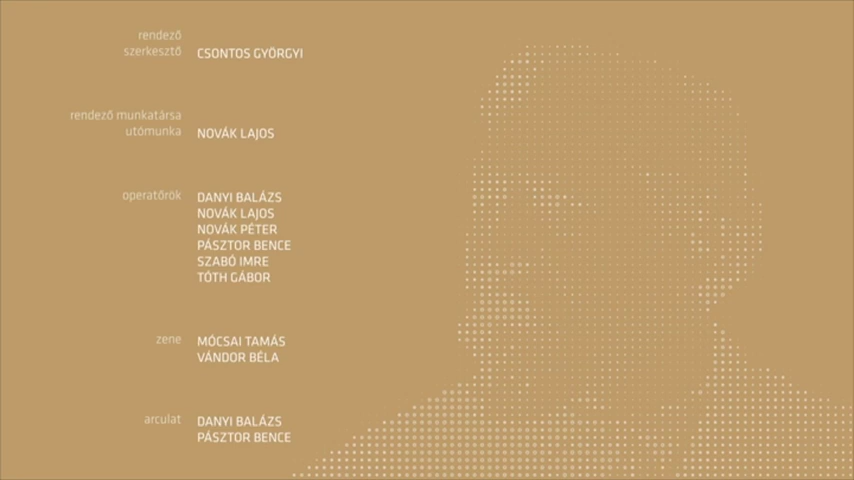 rendező
szerkesztő CSONTOS GYÖRGYI
rendező munkatársa
utómunka NOVÁK LAJOS
operatőrök DANYI BALÁZS
NOVÁK LAJOS
NOVÁK PÉTER
PÁSZTOR BENCE
SZABÓ IMRE
TÓTH GÁBOR
zene MÓCSAI TAMÁS
VÁNDOR BÉLA
arculat DANYI BALÁZS
PÁSZTOR BENCE